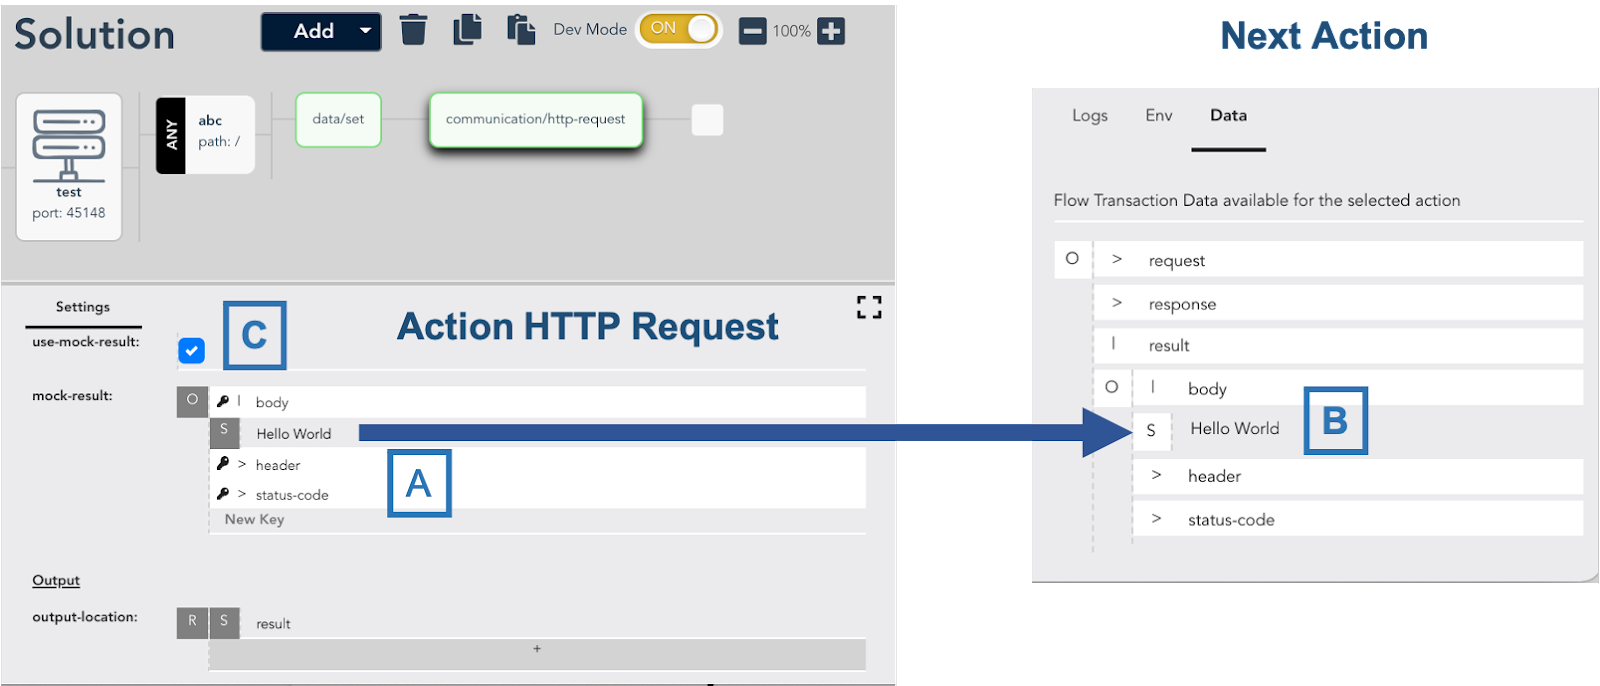 Solution
Add
Dev Mode
ON
100%
ANY
abc
path: /
data/set
communication/http-request
test
port: 45148
Settings
use-mock-result:
C
Action HTTP Request
mock-result:
O
body
S
Hello World
header
A
status-code
New Key
Output
output-location:
R
S
result
+
Next Action
Logs
Env
Data
Flow Transaction Data available for the selected action
O
> request
> response
| result
O
| body
S
Hello World
B
> header
> status-code